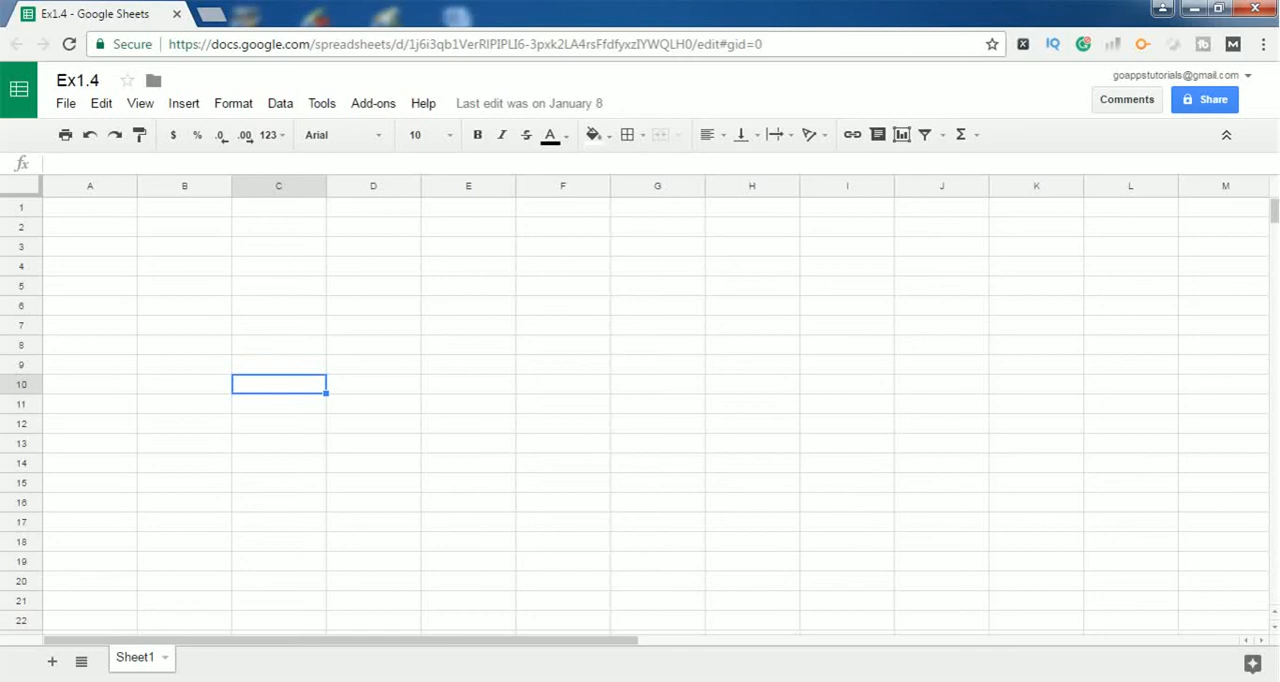 Ex1.4 - Google Sheets
Secure https://docs.google.com/spreadsheets/d/1j6i3qb1VerRIPIPLI6-3pxk2LA4rsFfdfyxzIYWQLH0/edit#gid=0
IQ
tb
M
Ex1.4
goappstutorials@gmail.com
File Edit View Insert Format Data Tools Add-ons Help Last edit was on January 8
Comments
Share
$ % .0 .00 123 Arial 10 B I S A Σ
fx
A B C D E F G H I J K L M
1
2
3
4
5
6
7
8
9
10
11
12
13
14
15
16
17
18
19
20
21
22
+ Sheet1